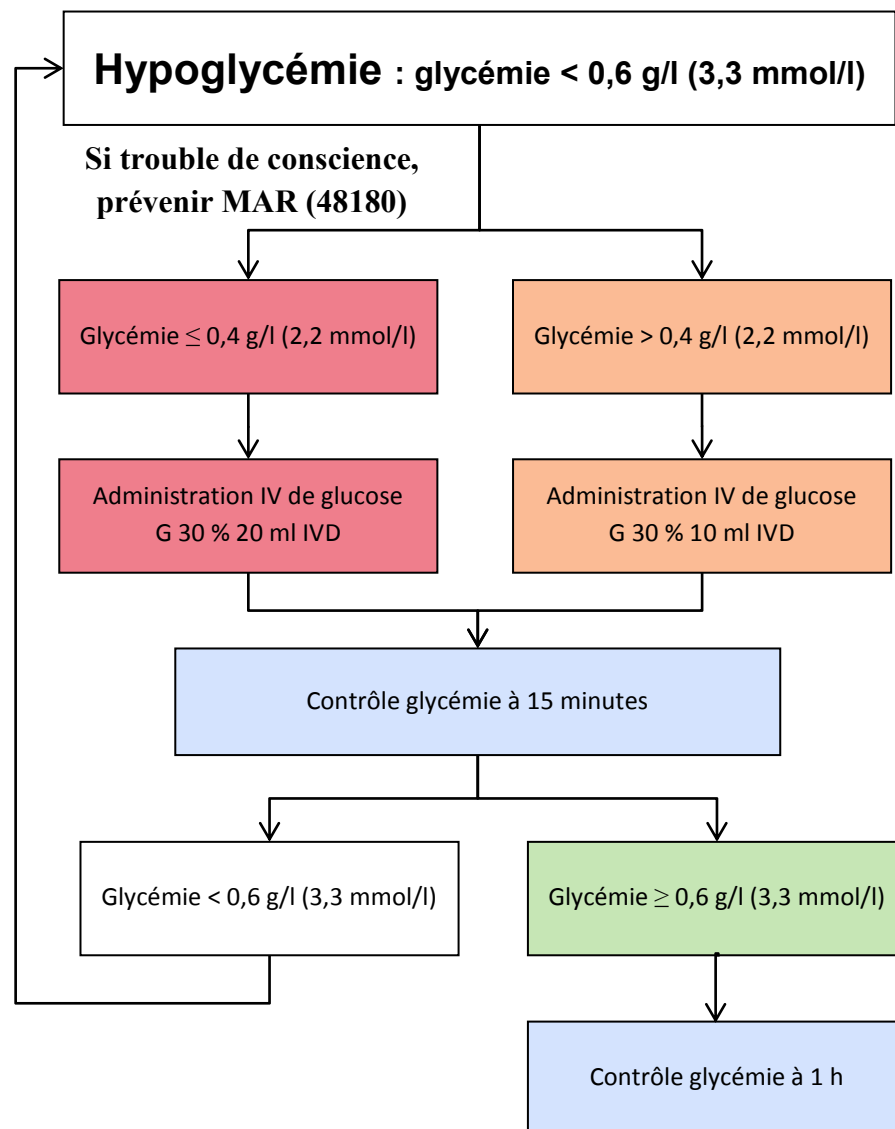 Hypoglycémie : glycémie < 0,6 g/l (3,3 mmol/l)
Si trouble de conscience,
prévenir MAR (48180)
Glycémie ≤ 0,4 g/l (2,2 mmol/l)
Glycémie > 0,4 g/l (2,2 mmol/l)
Administration IV de glucose
G 30 % 20 ml IVD
Administration IV de glucose
G 30 % 10 ml IVD
Contrôle glycémie à 15 minutes
Glycémie < 0,6 g/l (3,3 mmol/l)
Glycémie ≥ 0,6 g/l (3,3 mmol/l)
Contrôle glycémie à 1 h